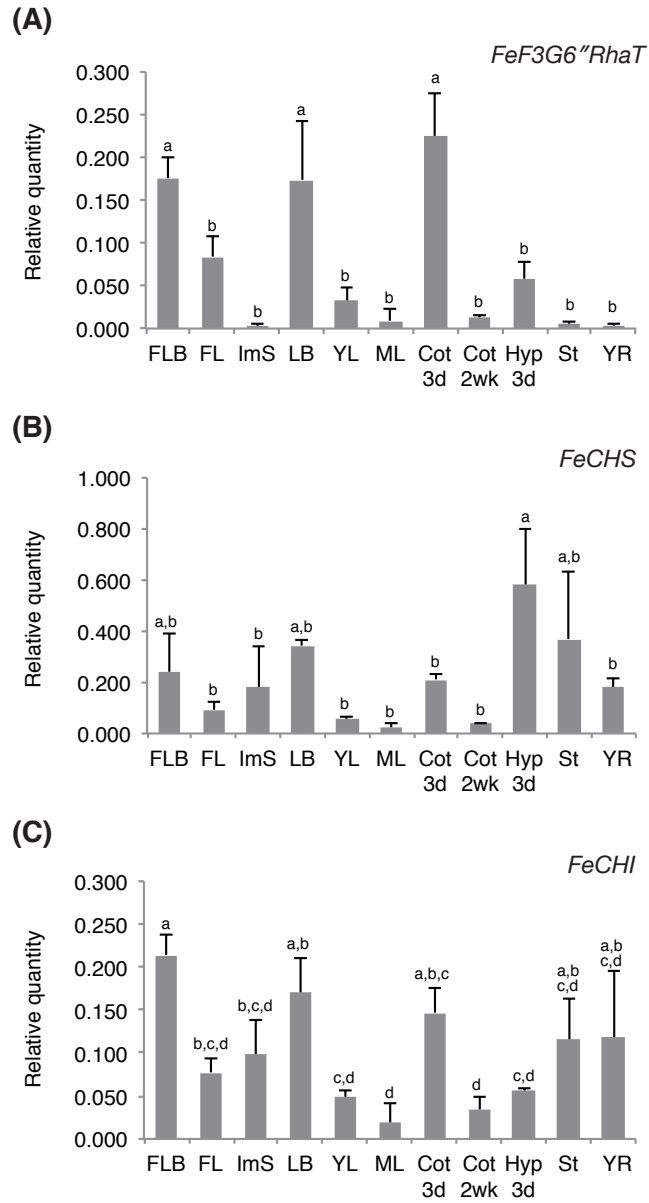 (A)
FeF3G6″RhaT
Relative quantity
0.300
0.250
0.200
0.150
0.100
0.050
0.000
a
b
b
a
b
b
a
b
b
b
b
FLB FL ImS LB YL ML Cot Cot Hyp St YR
3d 2wk 3d
(B)
FeCHS
Relative quantity
1.000
0.800
0.600
0.400
0.200
0.000
a,b
b
b
a,b
b
b
b
b
a
a,b
b
FLB FL ImS LB YL ML Cot Cot Hyp St YR
3d 2wk 3d
(C)
FeCHI
Relative quantity
0.300
0.250
0.200
0.150
0.100
0.050
0.000
a
b,c,d
b,c,d
a,b
c,d
d
a,b,c
d
c,d
a,b
c,d
a,b
c,d
FLB FL ImS LB YL ML Cot Cot Hyp St YR
3d 2wk 3d